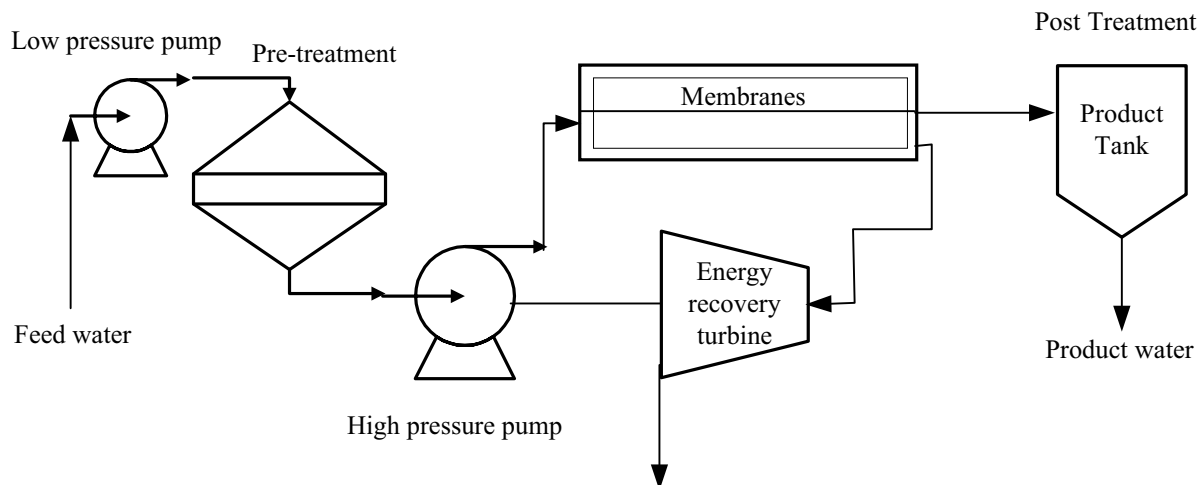 Post Treatment
Low pressure pump
Pre-treatment
Membranes
Product
Tank
Energy
recovery
turbine
Feed water
Product water
High pressure pump